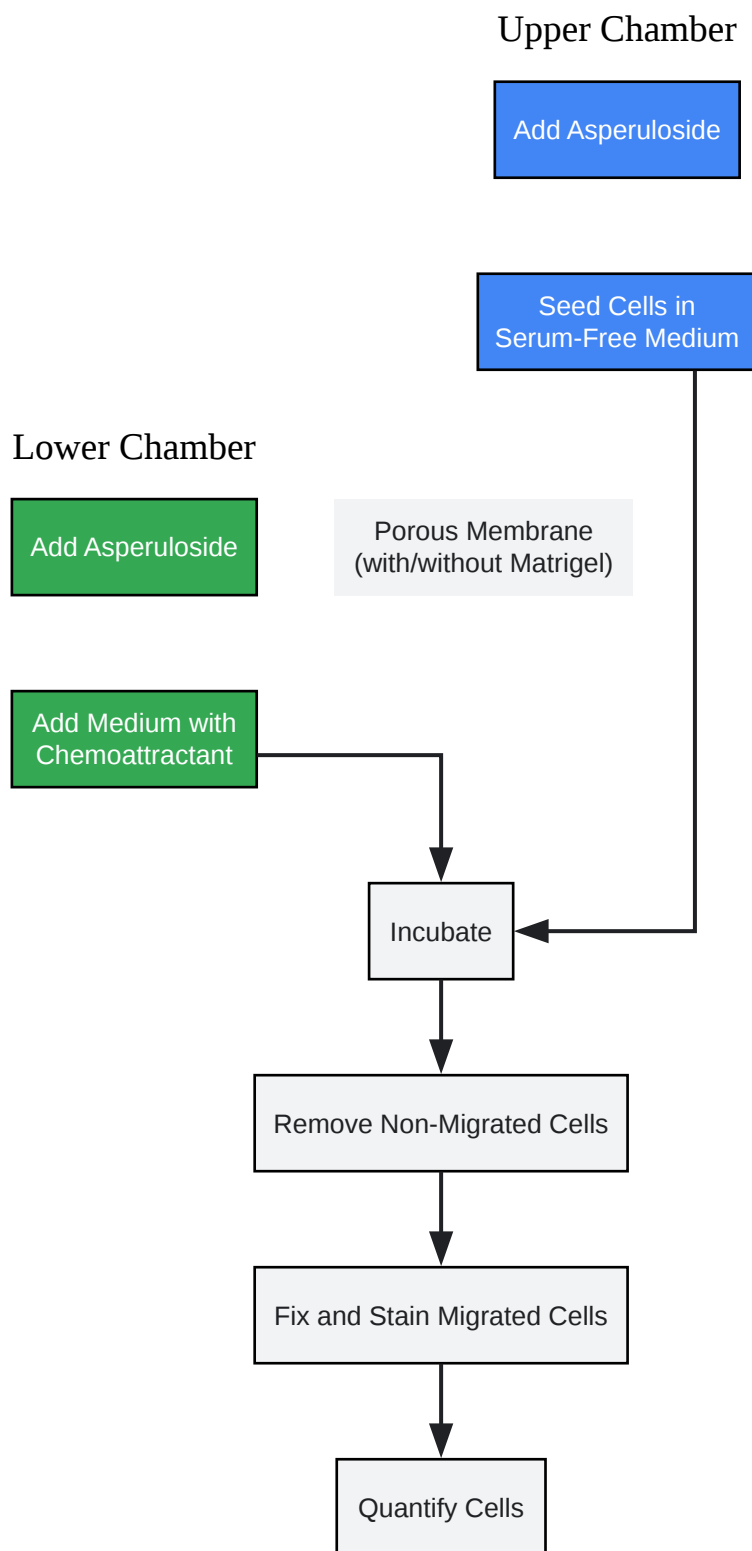 Upper Chamber
Add Asperuloside
Seed Cells in
Serum-Free Medium
Lower Chamber
Add Asperuloside
Porous Membrane
(with/without Matrigel)
Add Medium with
Chemoattractant
Incubate
Remove Non-Migrated Cells
Fix and Stain Migrated Cells
Quantify Cells